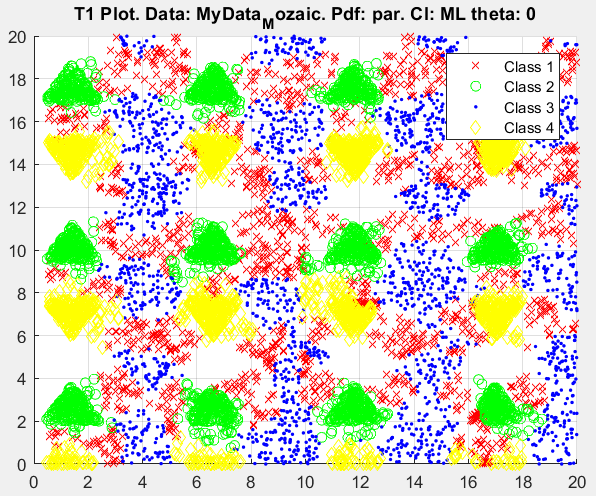 T1 Plot. Data: MyData_Mozaic. Pdf: par. Cl: ML theta: 0
20
18
16
14
12
10
8
6
4
2
0
0 2 4 6 8 10 12 14 16 18 20
Class 1
Class 2
Class 3
Class 4